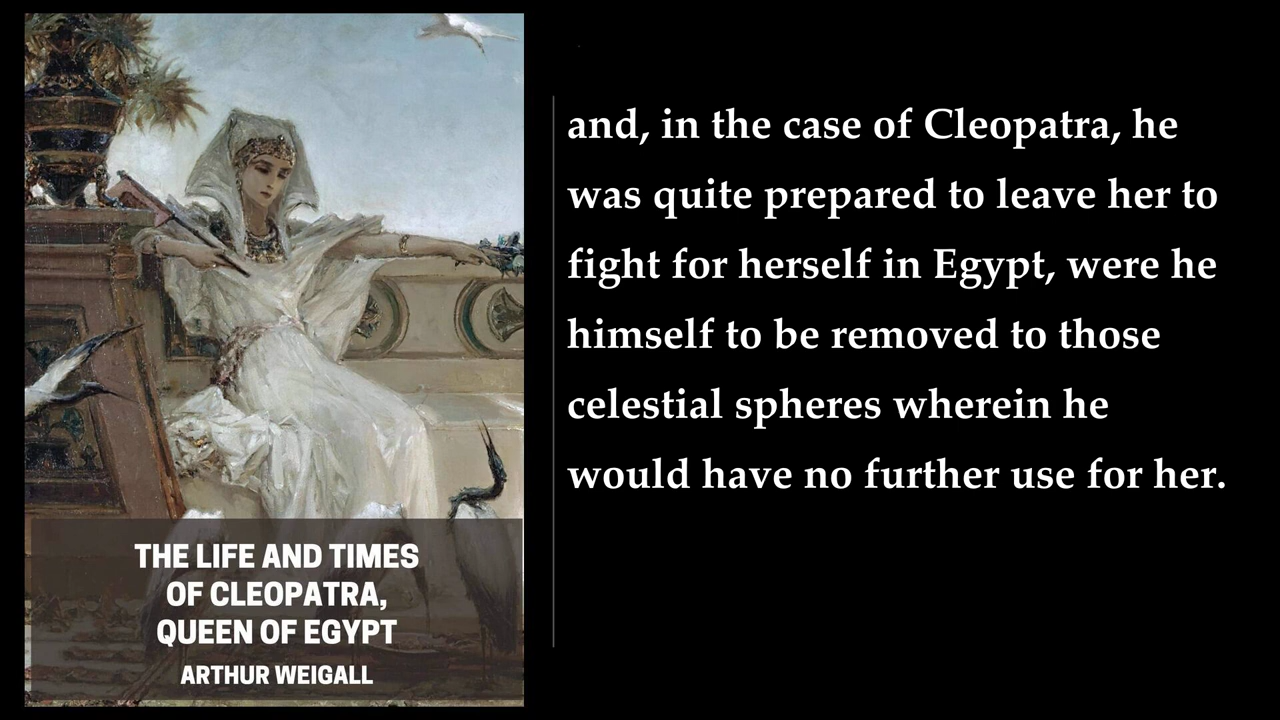 THE LIFE AND TIMES
OF CLEOPATRA,
QUEEN OF EGYPT
ARTHUR WEIGALL
and, in the case of Cleopatra, he
was quite prepared to leave her to
fight for herself in Egypt, were he
himself to be removed to those
celestial spheres wherein he
would have no further use for her.